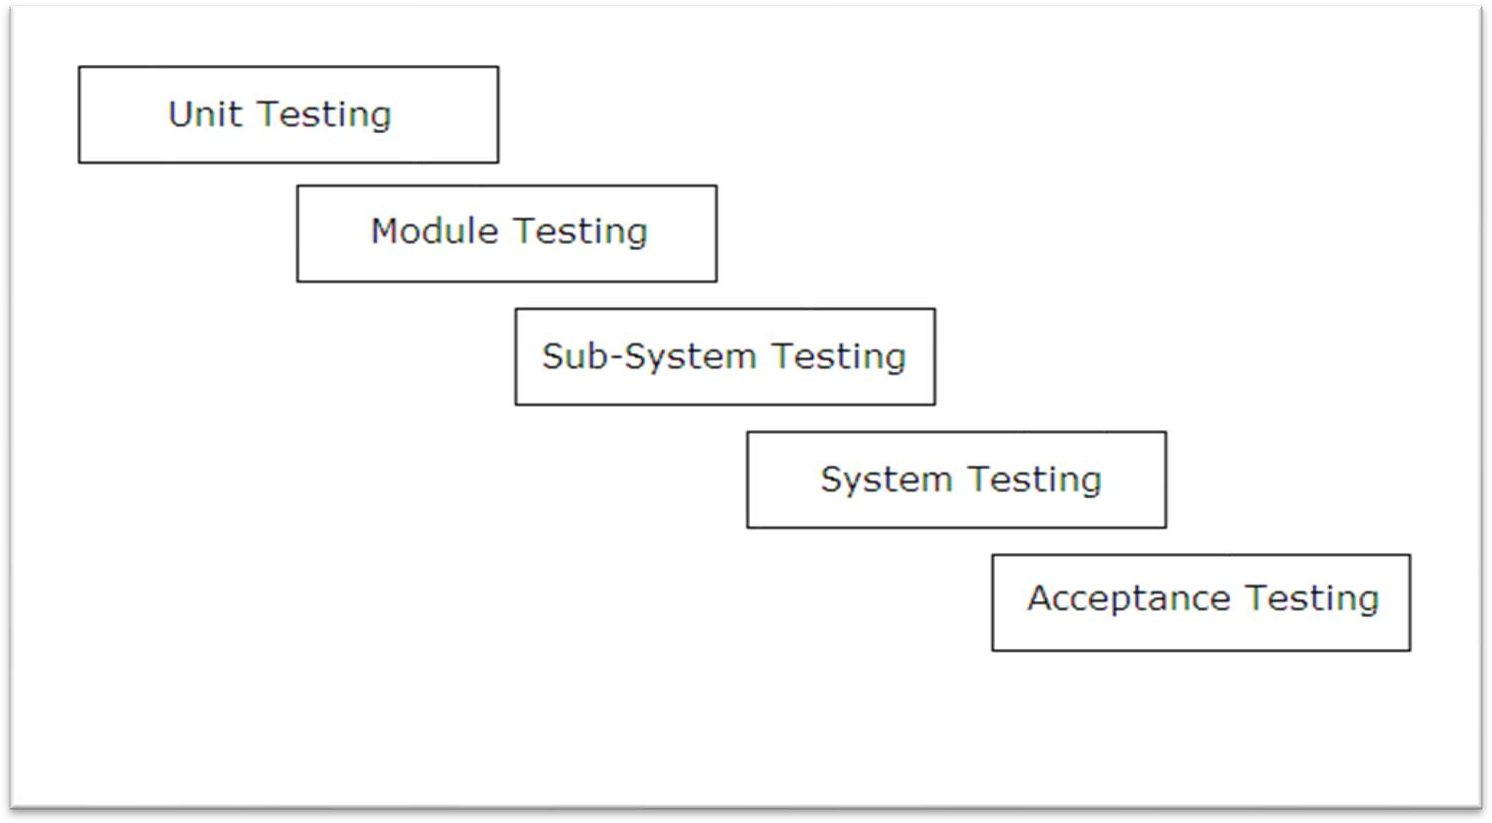 Unit Testing
Module Testing
Sub-System Testing
System Testing
Acceptance Testing